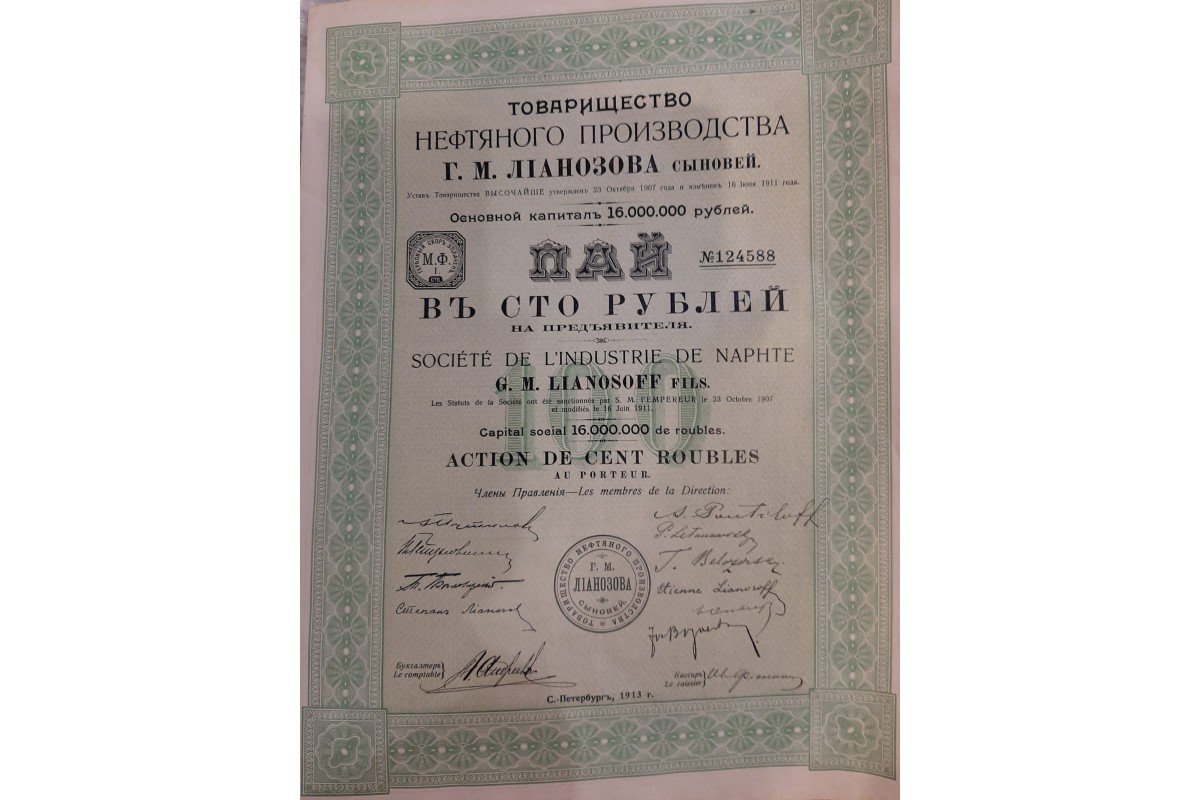 ТОВАРИЩЕСТВО
НЕФТЯНОГО ПРОИЗВОДСТВА
Г. М. ЛІАНОЗОВА СЫНОВЕЙ.
Уставъ Товарищества ВЫСОЧАЙШЕ утвержденъ 23 Октября 1907 года и измѣненъ 16 Іюня 1911 года.
Основной капиталъ 16.000.000 рублей.
М.Ф.
I.
ПАЙ
№124588
ВЪ СТО РУБЛЕЙ
НА ПРЕДЪЯВИТЕЛЯ.
100
SOCIÉTÉ DE L'INDUSTRIE DE NAPHTE
G. M. LIANOSOFF FILS.
Les Statuts de la Société ont été sanctionnés par S. M. l'EMPEREUR le 23 Octobre 1907
et modifiés le 16 Juin 1911.
Capital social 16.000.000 de roubles.
ACTION DE CENT ROUBLES
AU PORTEUR.
Члены Правленія—Les membres de la Direction:
Степанъ Ліанозов
Etienne Lianosoff
ТОВАРИЩЕСТВО НЕФТЯНОГО ПРОИЗВОДСТВА
Г. М.
ЛІАНОЗОВА
СЫНОВЕЙ
Бухгалтеръ
Le comptable
Кассиръ
Le caissier
С.-Петербургъ, 1913 г.